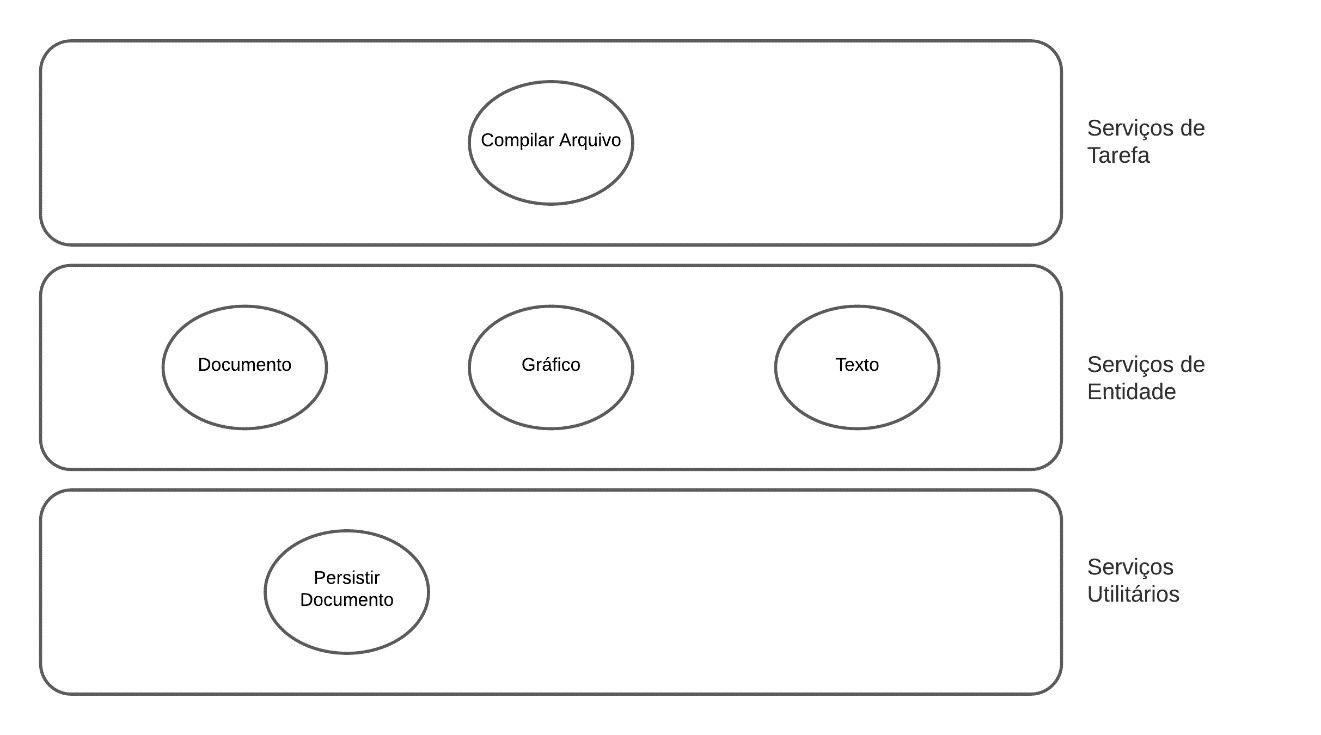 Compilar Arquivo
Serviços de
Tarefa
Documento
Gráfico
Texto
Serviços de
Entidade
Persistir
Documento
Serviços
Utilitários